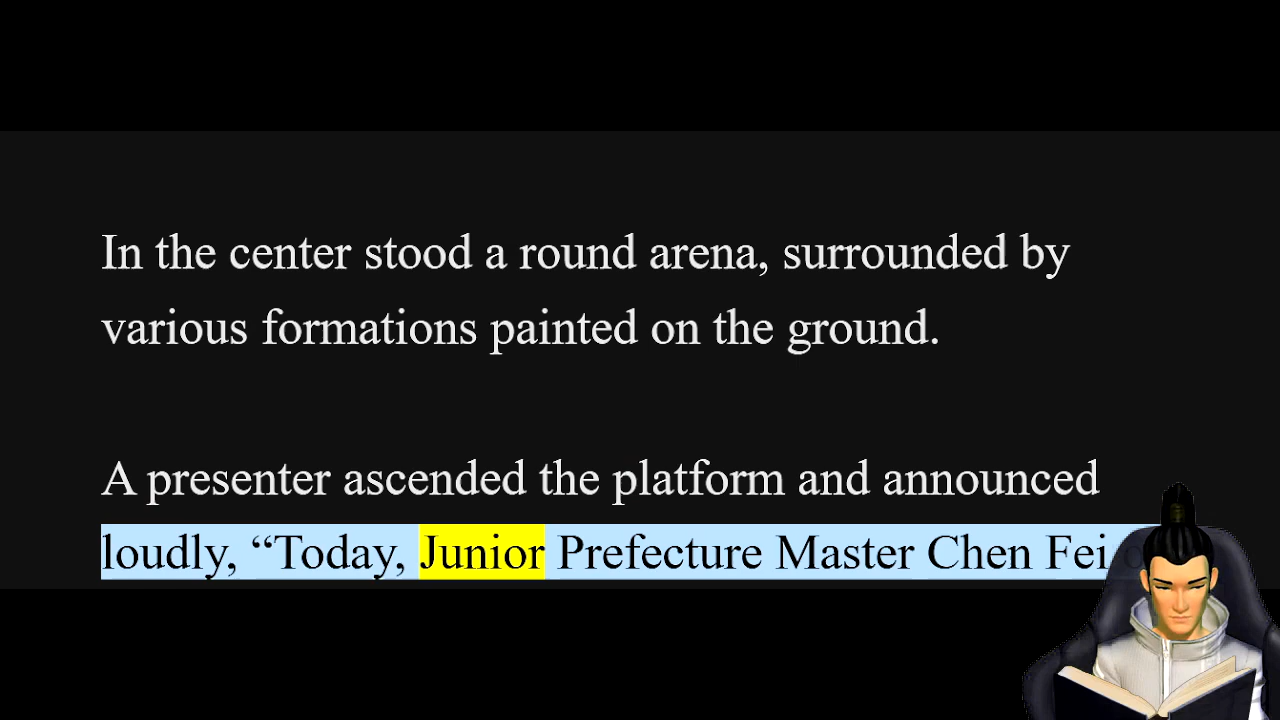 In the center stood a round arena, surrounded by
various formations painted on the ground.
A presenter ascended the platform and announced
loudly, “Today, Junior Prefecture Master Chen Fei